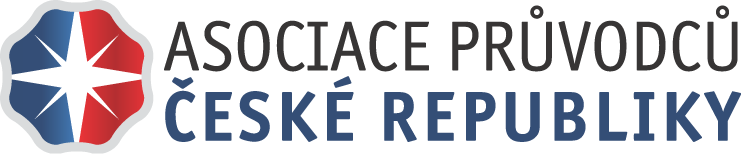 ASOCIACE PRŮVODCŮ
ČESKÉ REPUBLIKY